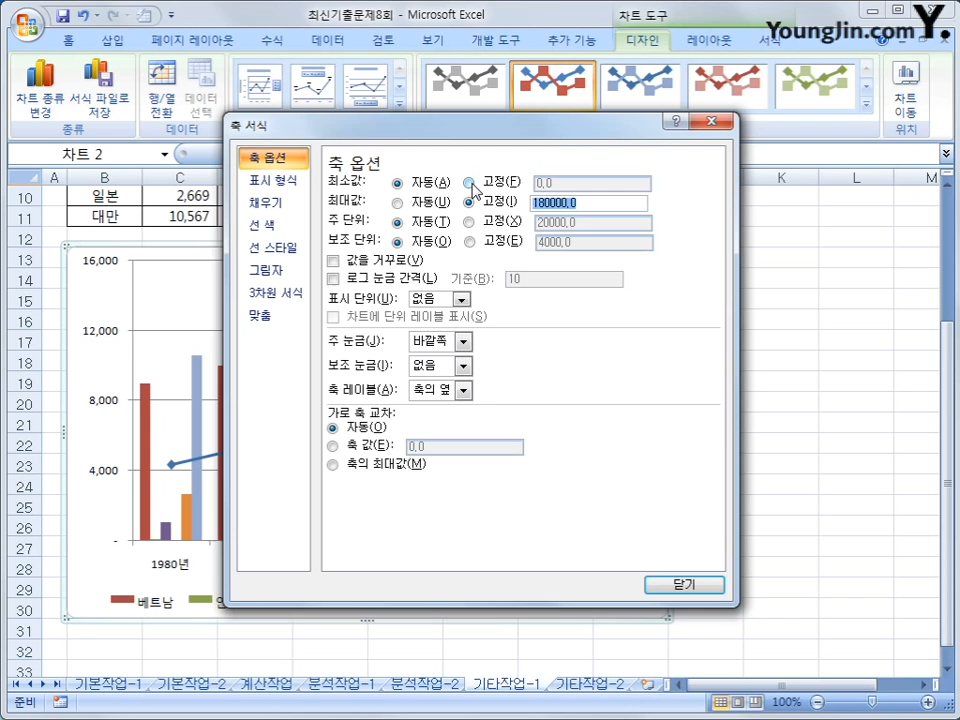 최신기출문제8회 - Microsoft Excel
차트 도구
YoungJin.com Y.
홈 삽입 페이지 레이아웃 수식 데이터 검토 보기 개발 도구 추가 기능 디자인 레이아웃 서식
차트 종류 변경
서식 파일로 저장
행/열 전환
데이터 선택
차트 이동
종류
데이터
위치
차트 2
A B C K L M
10 일본 2,669
11 대만 10,567
12
13
14
15
16
17
18
19
20
21
22
23
24
25
26
27
28
29
30
31
32
33
16,000
12,000
8,000
4,000
-
1980년
베트남
축 서식
축 옵션
표시 형식
채우기
선 색
선 스타일
그림자
3차원 서식
맞춤
축 옵션
최소값: 자동(A) 고정(F) 0,0
최대값: 자동(U) 고정(I) 180000,0
주 단위: 자동(T) 고정(X) 20000,0
보조 단위: 자동(O) 고정(E) 4000,0
값을 거꾸로(V)
로그 눈금 간격(L) 기준(B): 10
표시 단위(U): 없음
차트에 단위 레이블 표시(S)
주 눈금(J): 바깥쪽
보조 눈금(I): 없음
축 레이블(A): 축의 옆
가로 축 교차:
자동(O)
축 값(E): 0,0
축의 최대값(M)
닫기
기본작업-1 기본작업-2 계산작업 분석작업-1 분석작업-2 기타작업-1 기타작업-2
준비
100%